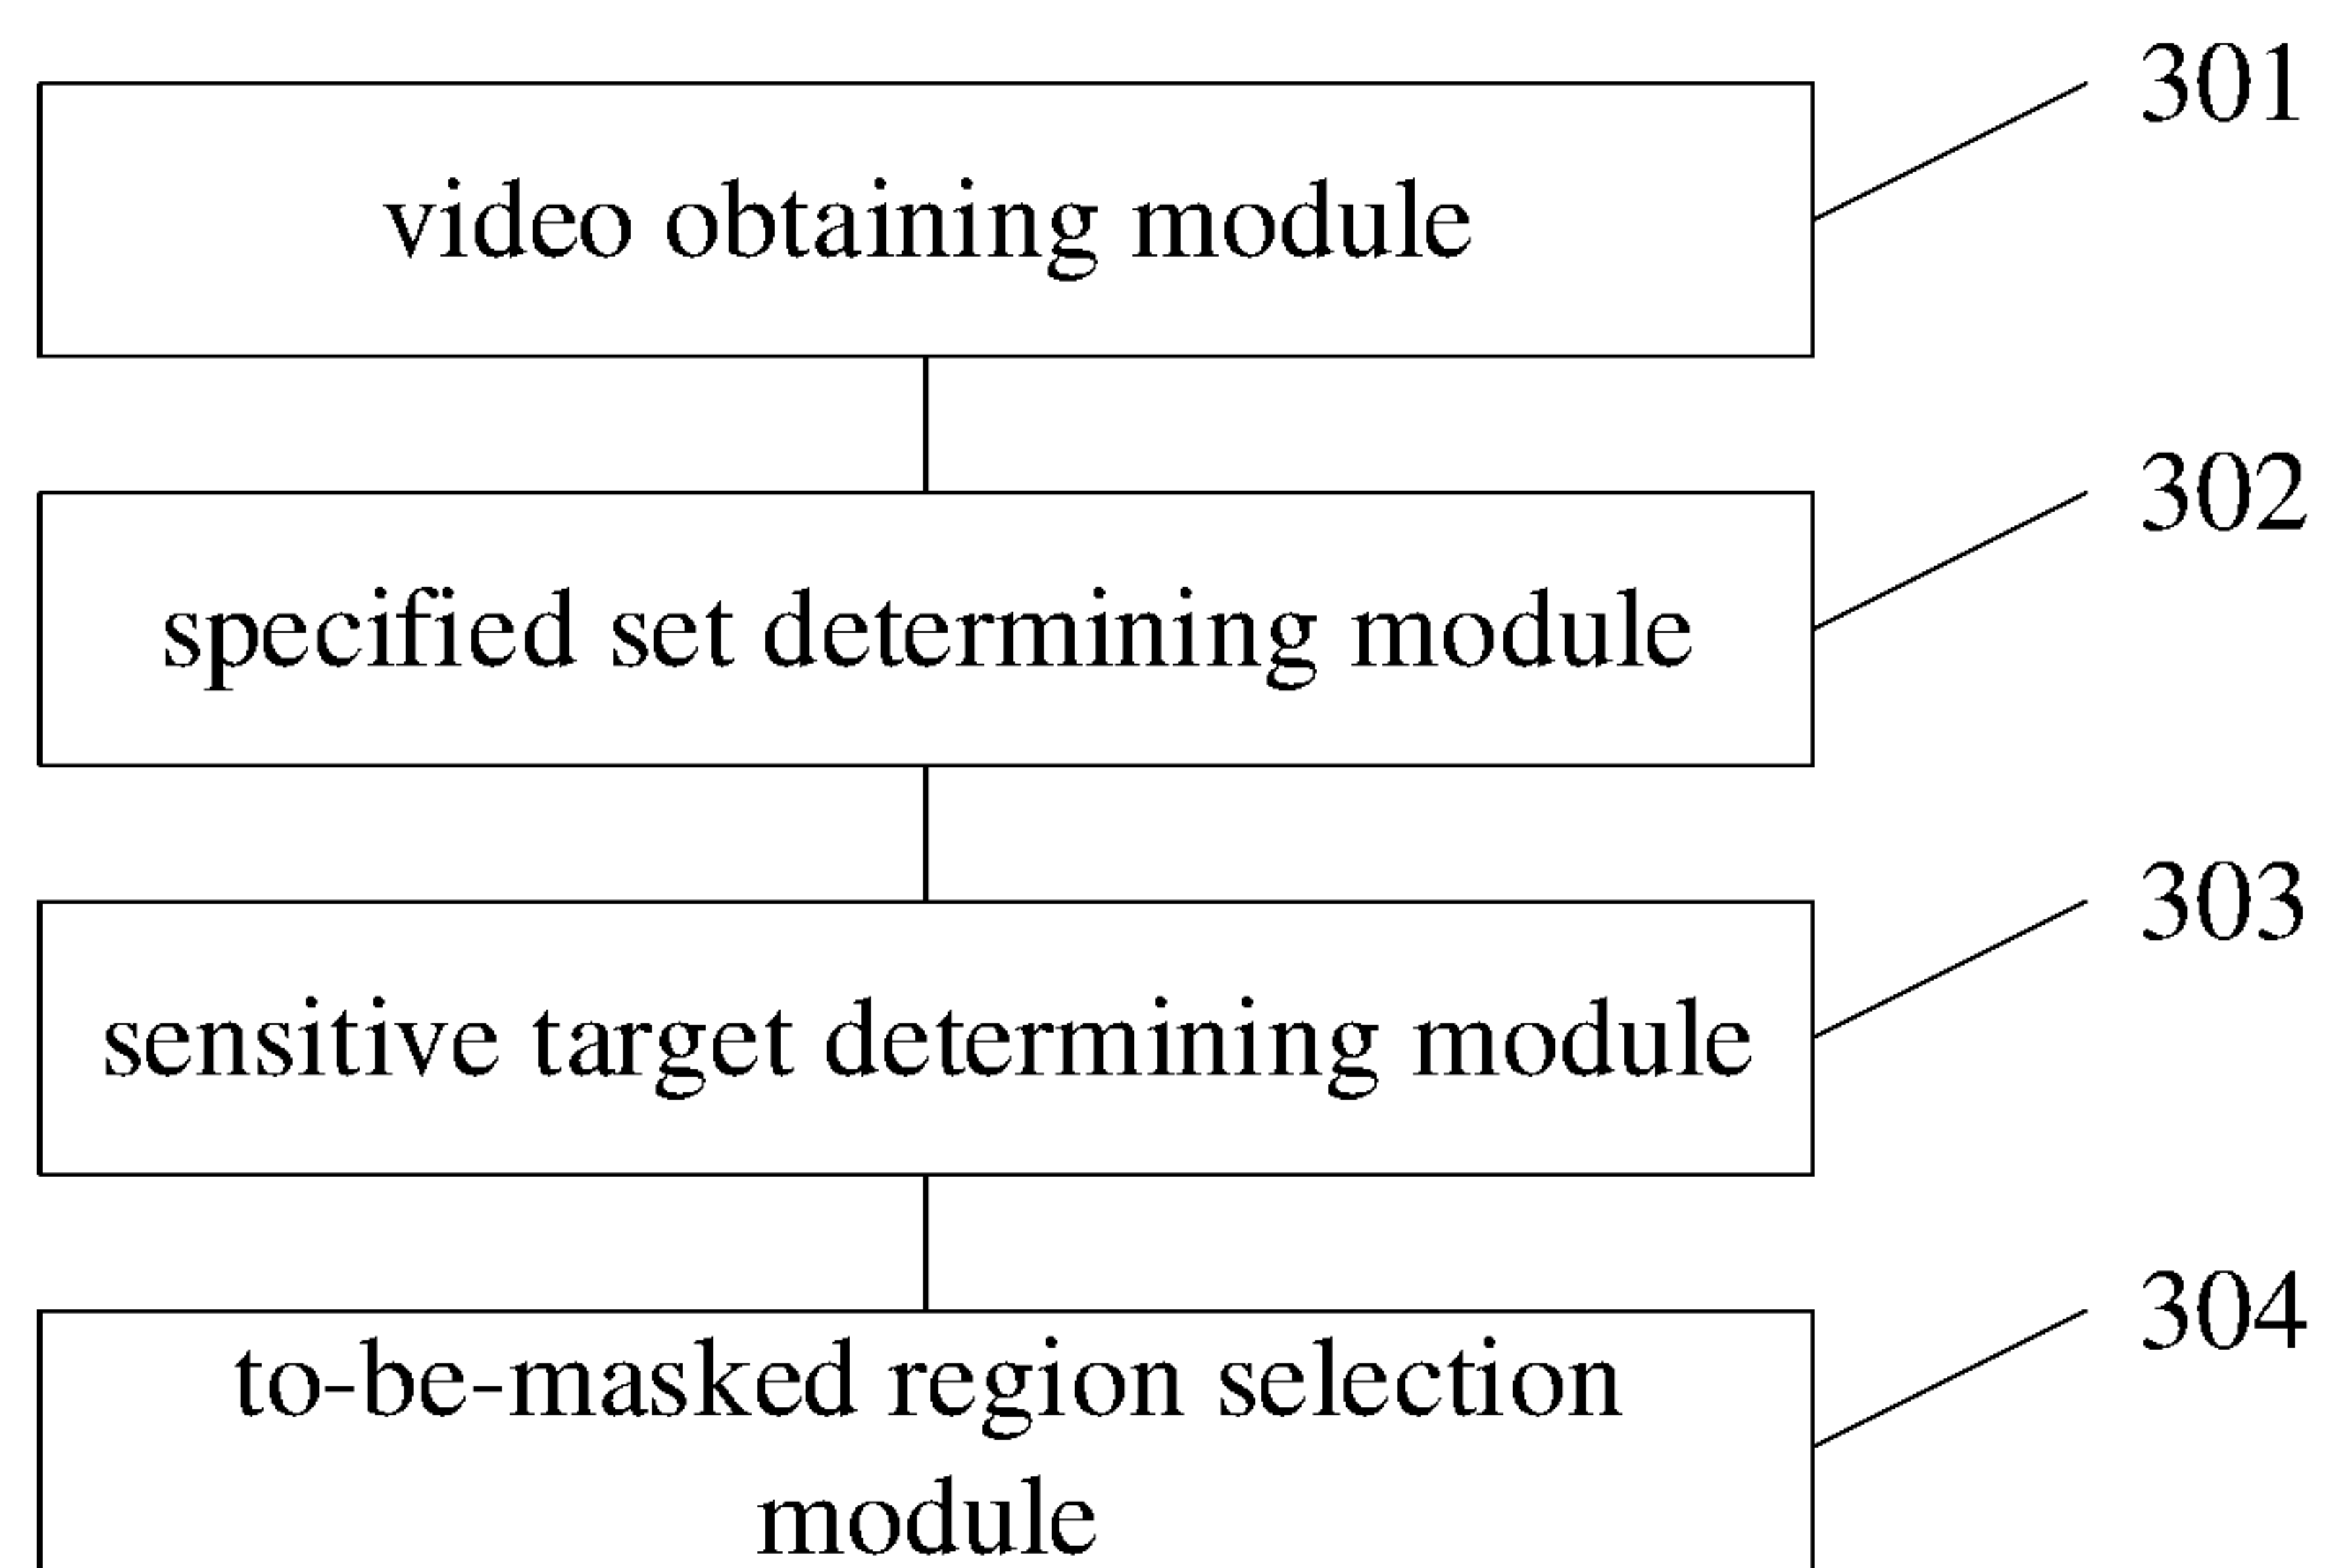 301
video obtaining module
302
specified set determining module
303
sensitive target determining module
304
to-be-masked region selection
module